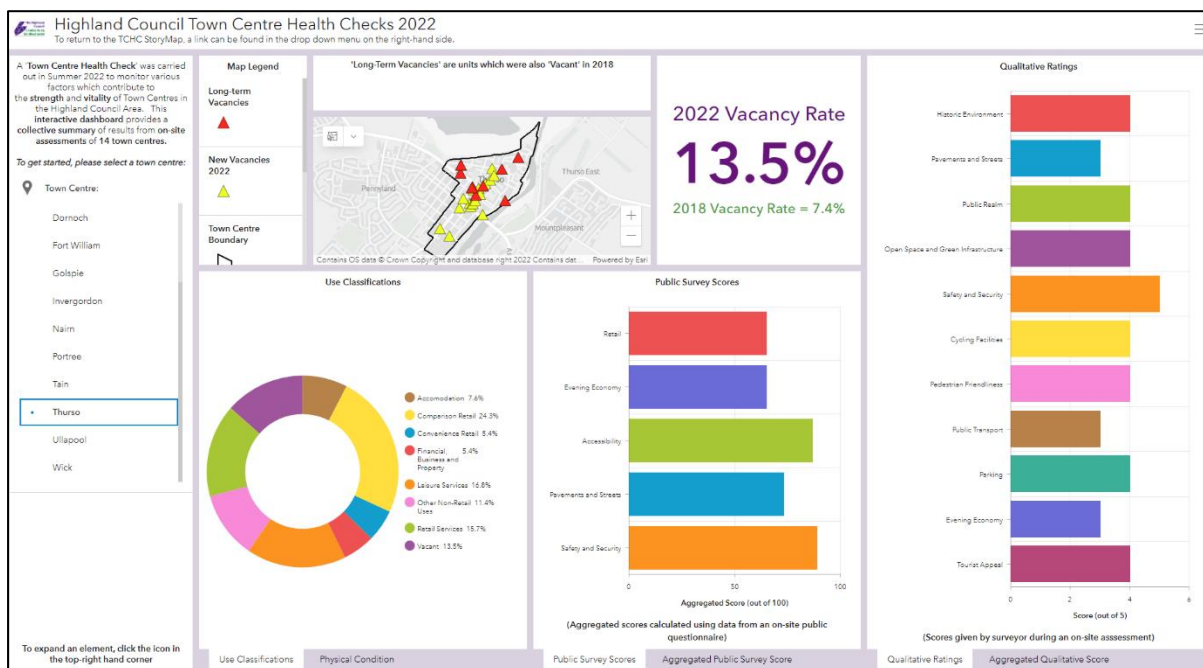 Highland Council Town Centre Health Checks 2022
To return to the TCHC StoryMap, a link can be found in the drop down menu on the right-hand side.
A 'Town Centre Health Check' was carried
out in Summer 2022 to monitor various
factors which contribute to
the strength and vitality of Town Centres in
the Highland Council Area. This
interactive dashboard provides a
collective summary of results from on-site
assessments of 14 town centres.
To get started, please select a town centre:
Town Centre:
Dornoch
Fort William
Golspie
Invergordon
Nairn
Portree
Tain
Thurso
Ullapool
Wick
To expand an element, click the icon in
the top-right hand corner
Map Legend
Long-term
Vacancies
New Vacancies
2022
Town Centre
Boundary
'Long-Term Vacancies' are units which were also 'Vacant' in 2018
Pennyland
Thurso East
Mountpleasant
+
−
Contains OS data © Crown Copyright and database right 2022 Contains dat...
Powered by Esri
2022 Vacancy Rate
13.5%
2018 Vacancy Rate = 7.4%
Use Classifications
Accomodation 7.6%
Comparison Retail 24.3%
Convenience Retail 5.4%
Financial, 5.4%
Business and
Property
Leisure Services 16.8%
Other Non-Retail 11.4%
Uses
Retail Services 15.7%
Vacant 13.5%
Use Classifications
Physical Condition
Public Survey Scores
Retail
Evening Economy
Accessibility
Pavements and Streets
Safety and Security
0
50
100
Aggregated Score (out of 100)
(Aggregated scores calculated using data from an on-site public
questionnaire)
Public Survey Scores
Aggregated Public Survey Score
Qualitative Ratings
Historic Environment
Pavements and Streets
Public Realm
Open Space and Green Infrastructure
Safety and Security
Cycling Facilities
Pedestrian Friendliness
Public Transport
Parking
Evening Economy
Tourist Appeal
0
2
4
6
Score (out of 5)
(Scores given by surveyor during an on-site asssessment)
Qualitative Ratings
Aggregated Qualitative Score